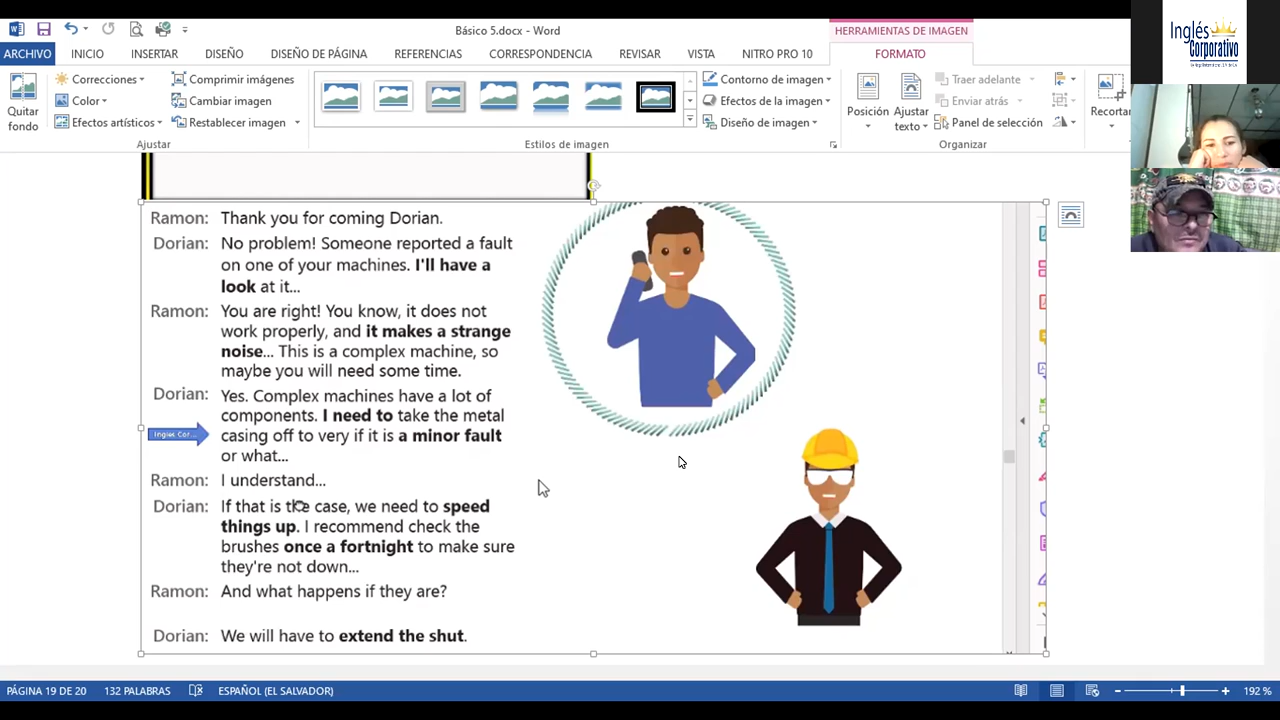 Básico 5.docx - Word
HERRAMIENTAS DE IMAGEN
ARCHIVO INICIO INSERTAR DISEÑO DISEÑO DE PÁGINA REFERENCIAS CORRESPONDENCIA REVISAR VISTA NITRO PRO 10 FORMATO
Quitar fondo
Correcciones
Color
Efectos artísticos
Comprimir imágenes
Cambiar imagen
Restablecer imagen
Ajustar
Estilos de imagen
Contorno de imagen
Efectos de la imagen
Diseño de imagen
Posición
Ajustar texto
Traer adelante
Enviar atrás
Panel de selección
Organizar
Recortar
Inglés
Corporativo
Ramon: Thank you for coming Dorian.
Dorian: No problem! Someone reported a fault
on one of your machines. I'll have a
look at it...
Ramon: You are right! You know, it does not
work properly, and it makes a strange
noise... This is a complex machine, so
maybe you will need some time.
Dorian: Yes. Complex machines have a lot of
components. I need to take the metal
Inglés Cor... casing off to very if it is a minor fault
or what...
Ramon: I understand...
Dorian: If that is the case, we need to speed
things up. I recommend check the
brushes once a fortnight to make sure
they're not down...
Ramon: And what happens if they are?
Dorian: We will have to extend the shut.
PÁGINA 19 DE 20 132 PALABRAS ESPAÑOL (EL SALVADOR) 192 %